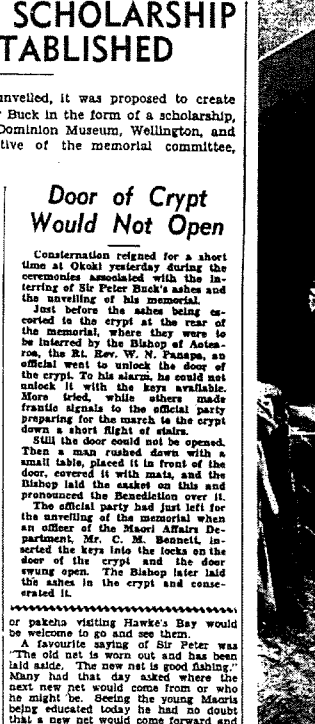 SCHOLARSHIP
TABLISHED
unveiled, it was proposed to create
Buck in the form of a scholarship,
Dominion Museum, Wellington, and
tive of the memorial committee,
Door of Crypt
Would Not Open
Consternation reigned for a short
time at Okoki yesterday during the
ceremonies associated with the in-
terring of Sir Peter Buck's ashes and
the unveiling of his memorial.
Just before the ashes being es-
corted to the crypt at the rear of
the memorial, where they were to
be interred by the Bishop of Aotea-
roa, the Rt. Rev. W. N. Panapa, an
official went to unlock the door of
the crypt. To his alarm, he could not
unlock it with the keys available.
More tried, while others made
frantic signals to the official party
preparing for the march to the crypt
down a short flight of stairs.
Still the door could not be opened.
Then a man rushed down with a
small table, placed it in front of the
door, covered it with mats, and the
Bishop laid the casket on this and
pronounced the Benediction over it.
The official party had just left for
the unveiling of the memorial when
an officer of the Maori Affairs De-
partment, Mr. C. M. Bennett, in-
serted the keys into the locks on the
door of the crypt and the door
swung open. The Bishop later laid
the ashes in the crypt and conse-
crated it.
or pakeha visiting Hawke's Bay would
be welcome to go and see them.
A favourite saying of Sir Peter was
"The old net is worn out and has been
laid aside. The new net is good fishing."
Many had that day asked where the
next new net would come from or who
he might be. Seeing the young Maoris
being educated today he had no doubt
that a new net would come forward and